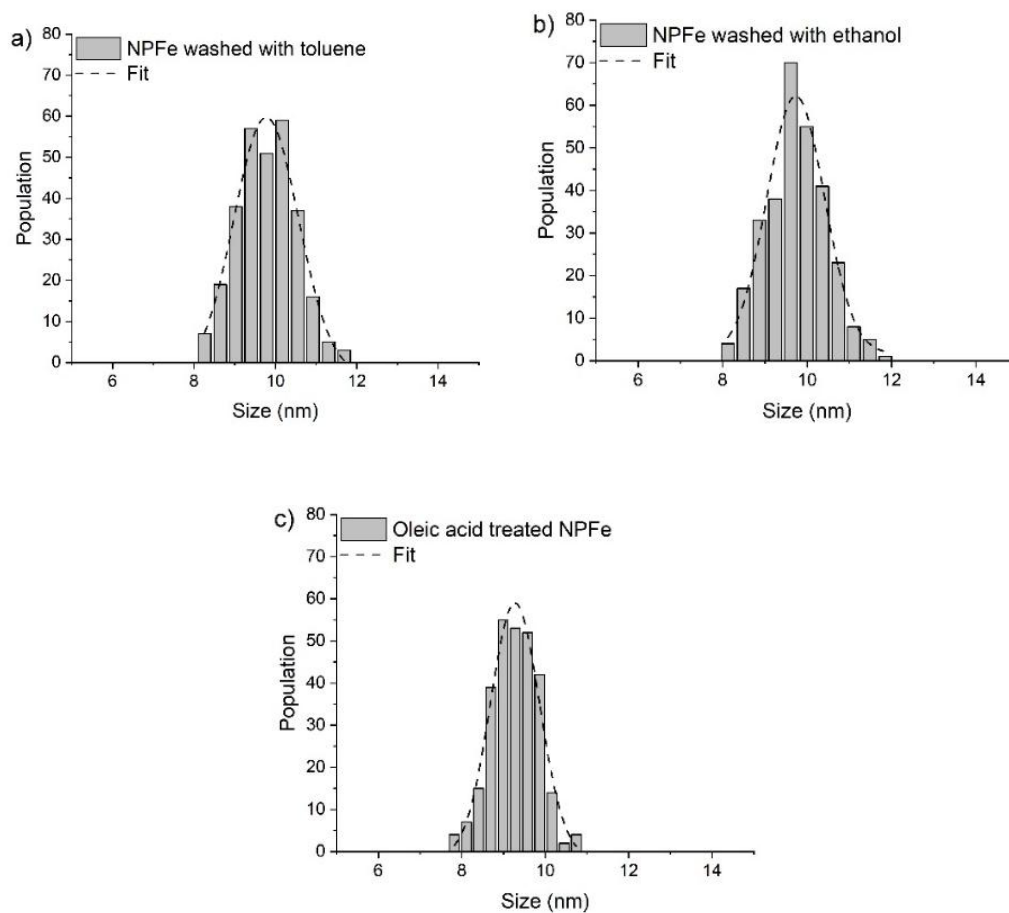 a)
NPFe washed with toluene
Fit
80
70
60
50
40
30
20
10
0
Population
6 8 10 12 14
Size (nm)
b)
NPFe washed with ethanol
Fit
80
70
60
50
40
30
20
10
0
Population
6 8 10 12 14
Size (nm)
c)
Oleic acid treated NPFe
Fit
80
70
60
50
40
30
20
10
0
Population
6 8 10 12 14
Size (nm)